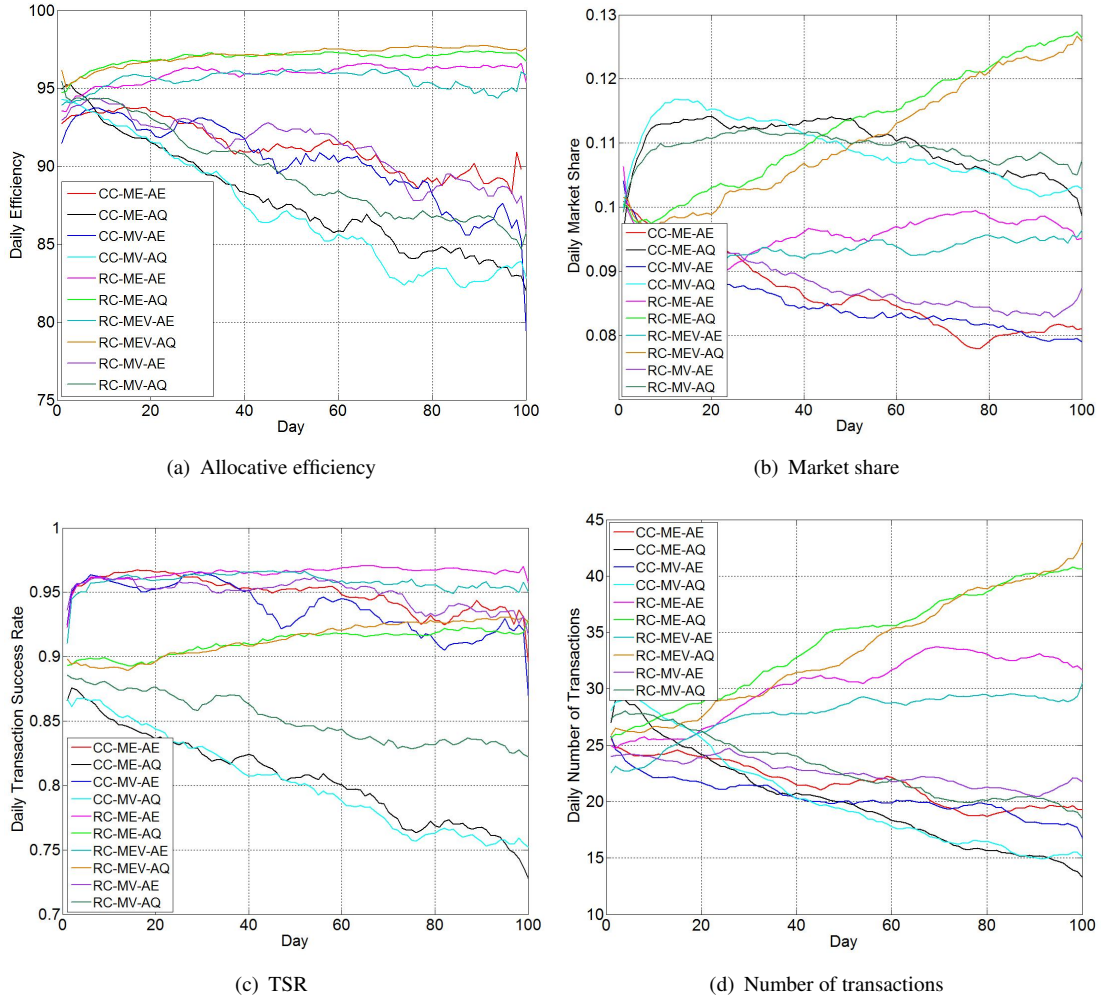 100
95
90
85
80
75
0
20
40
60
80
100
Daily Efficiency
Day
CC-ME-AE
CC-ME-AQ
CC-MV-AE
CC-MV-AQ
RC-ME-AE
RC-ME-AQ
RC-MEV-AE
RC-MEV-AQ
RC-MV-AE
RC-MV-AQ
(a) Allocative efficiency
0.13
0.12
0.11
0.1
0.09
0.08
0
20
40
60
80
100
Daily Market Share
Day
CC-ME-AE
CC-ME-AQ
CC-MV-AE
CC-MV-AQ
RC-ME-AE
RC-ME-AQ
RC-MEV-AE
RC-MEV-AQ
RC-MV-AE
RC-MV-AQ
(b) Market share
1
0.95
0.9
0.85
0.8
0.75
0.7
0
20
40
60
80
100
Daily Transaction Success Rate
Day
CC-ME-AE
CC-ME-AQ
CC-MV-AE
CC-MV-AQ
RC-ME-AE
RC-ME-AQ
RC-MEV-AE
RC-MEV-AQ
RC-MV-AE
RC-MV-AQ
(c) TSR
45
40
35
30
25
20
15
10
0
20
40
60
80
100
Daily Number of Transactions
Day
CC-ME-AE
CC-ME-AQ
CC-MV-AE
CC-MV-AQ
RC-ME-AE
RC-ME-AQ
RC-MEV-AE
RC-MEV-AQ
RC-MV-AE
RC-MV-AQ
(d) Number of transactions